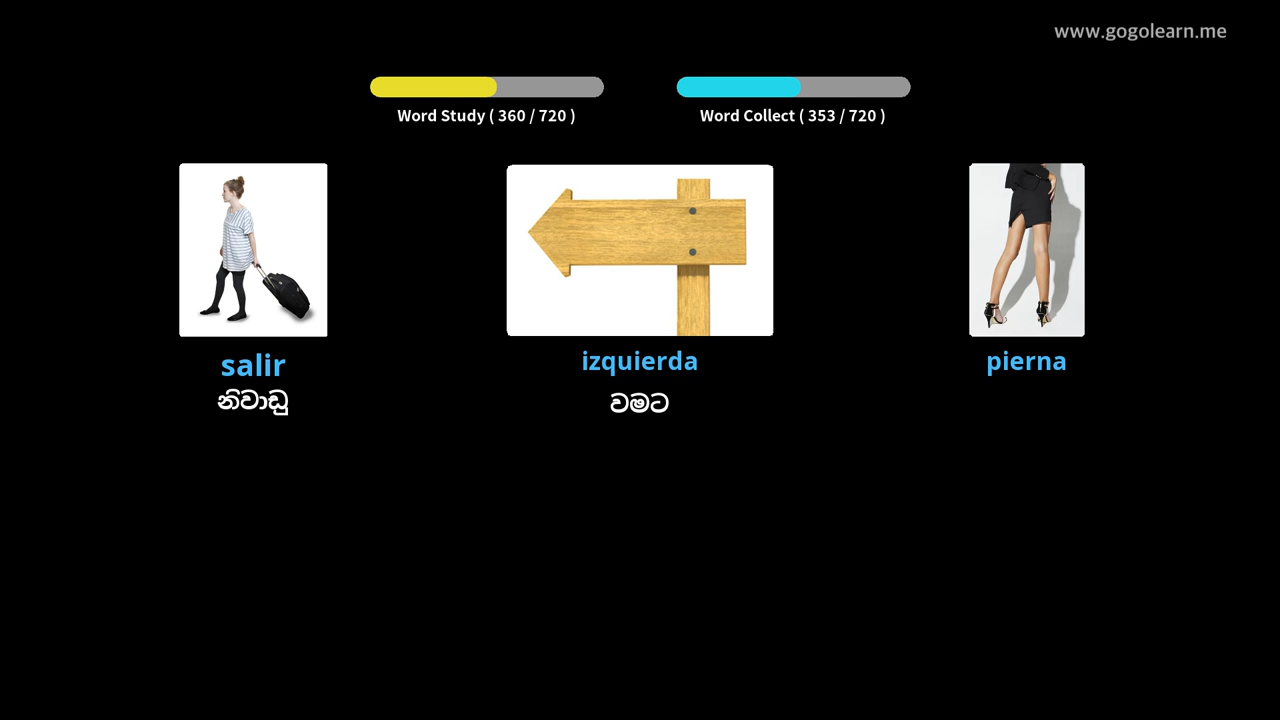 www.gogolearn.me
Word Study ( 360 / 720 )
Word Collect ( 353 / 720 )
salir
izquierda
pierna
නිවාඩු
වමට